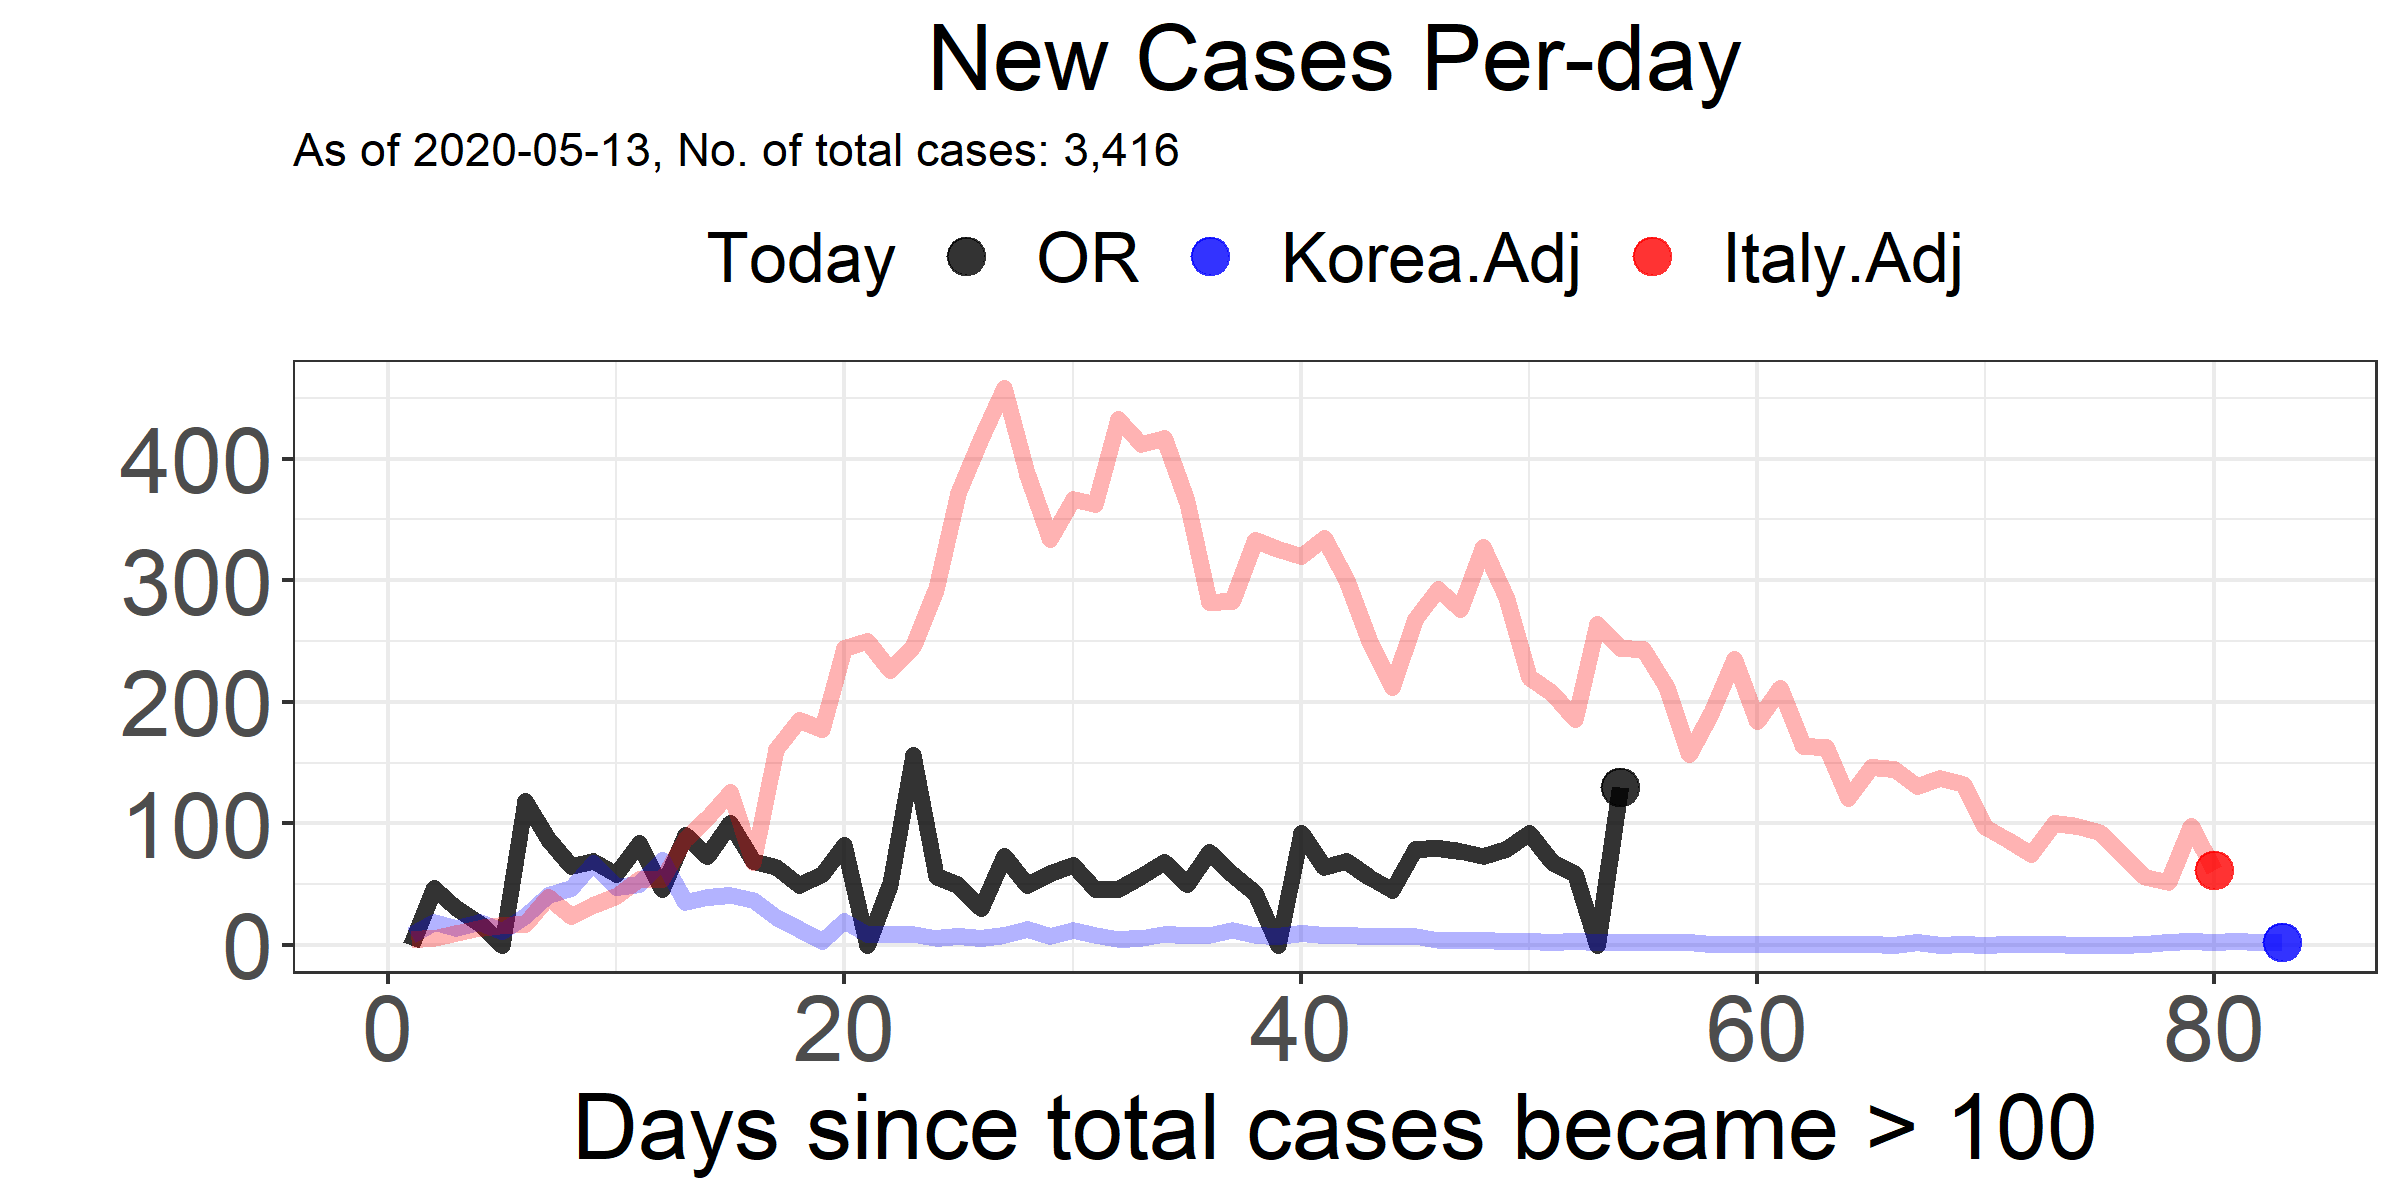 New Cases Per-day
As of 2020-05-13, No. of total cases: 3,416
Today OR Korea.Adj Italy.Adj
400
300
200
100
0
0 20 40 60 80
Days since total cases became > 100